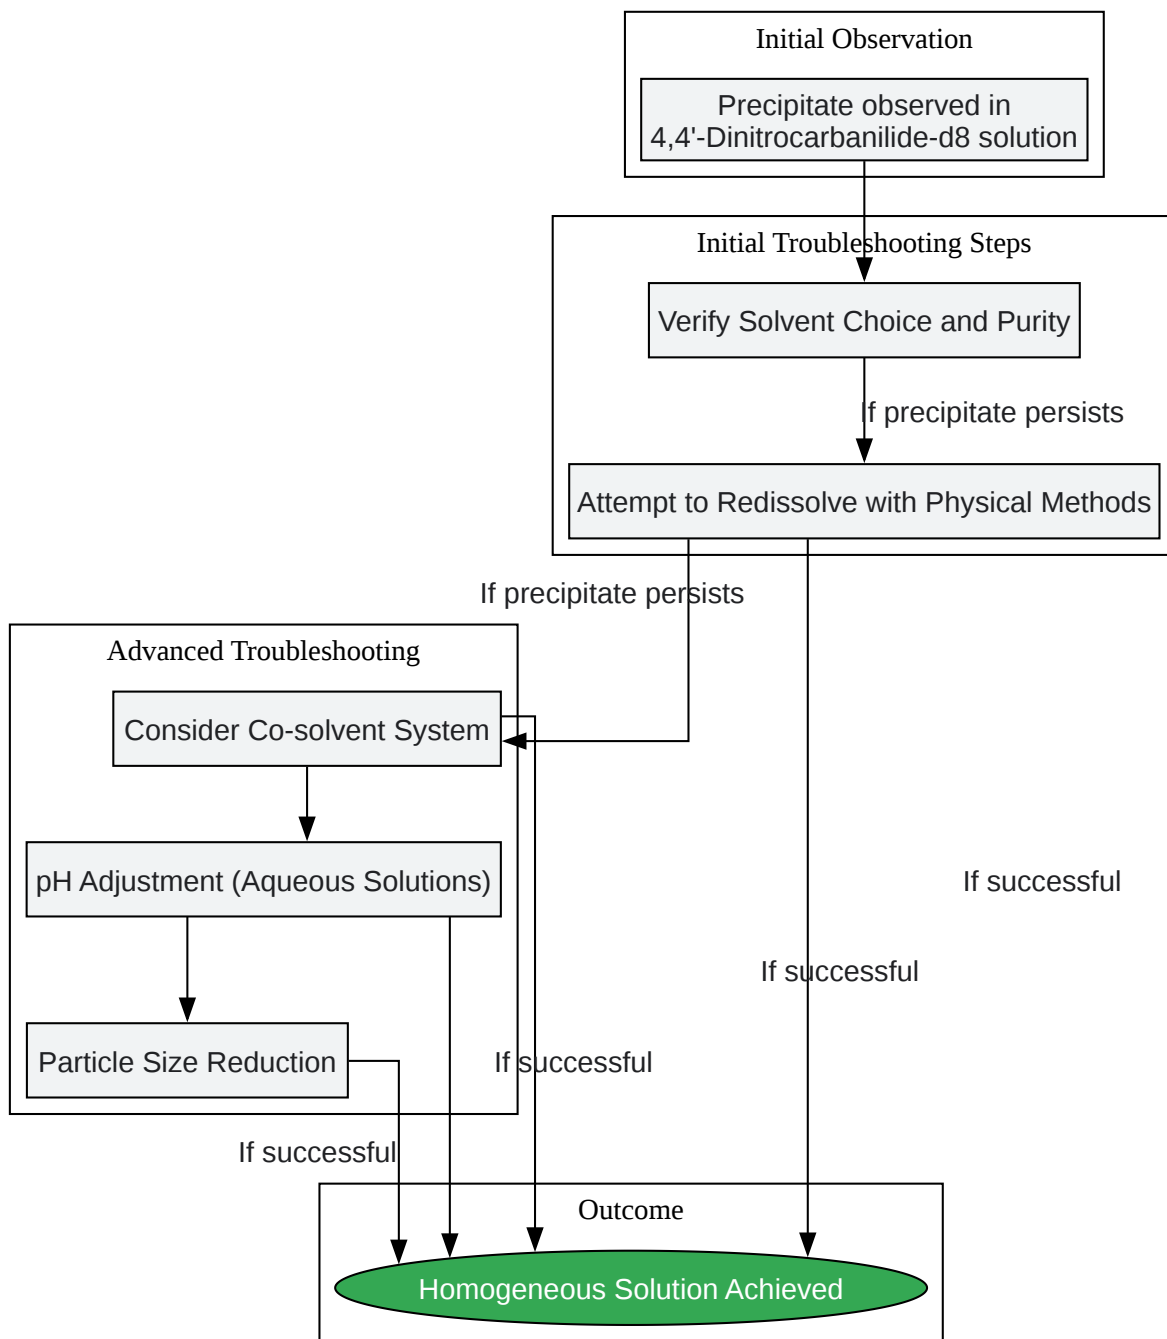 Initial Observation
Precipitate observed in
4,4'-Dinitrocarbanilide-d8 solution
Initial Troubleshooting Steps
Verify Solvent Choice and Purity
If precipitate persists
Attempt to Redissolve with Physical Methods
If precipitate persists
Advanced Troubleshooting
Consider Co-solvent System
pH Adjustment (Aqueous Solutions)
If successful
If successful
Particle Size Reduction
If successful
If successful
Outcome
Homogeneous Solution Achieved